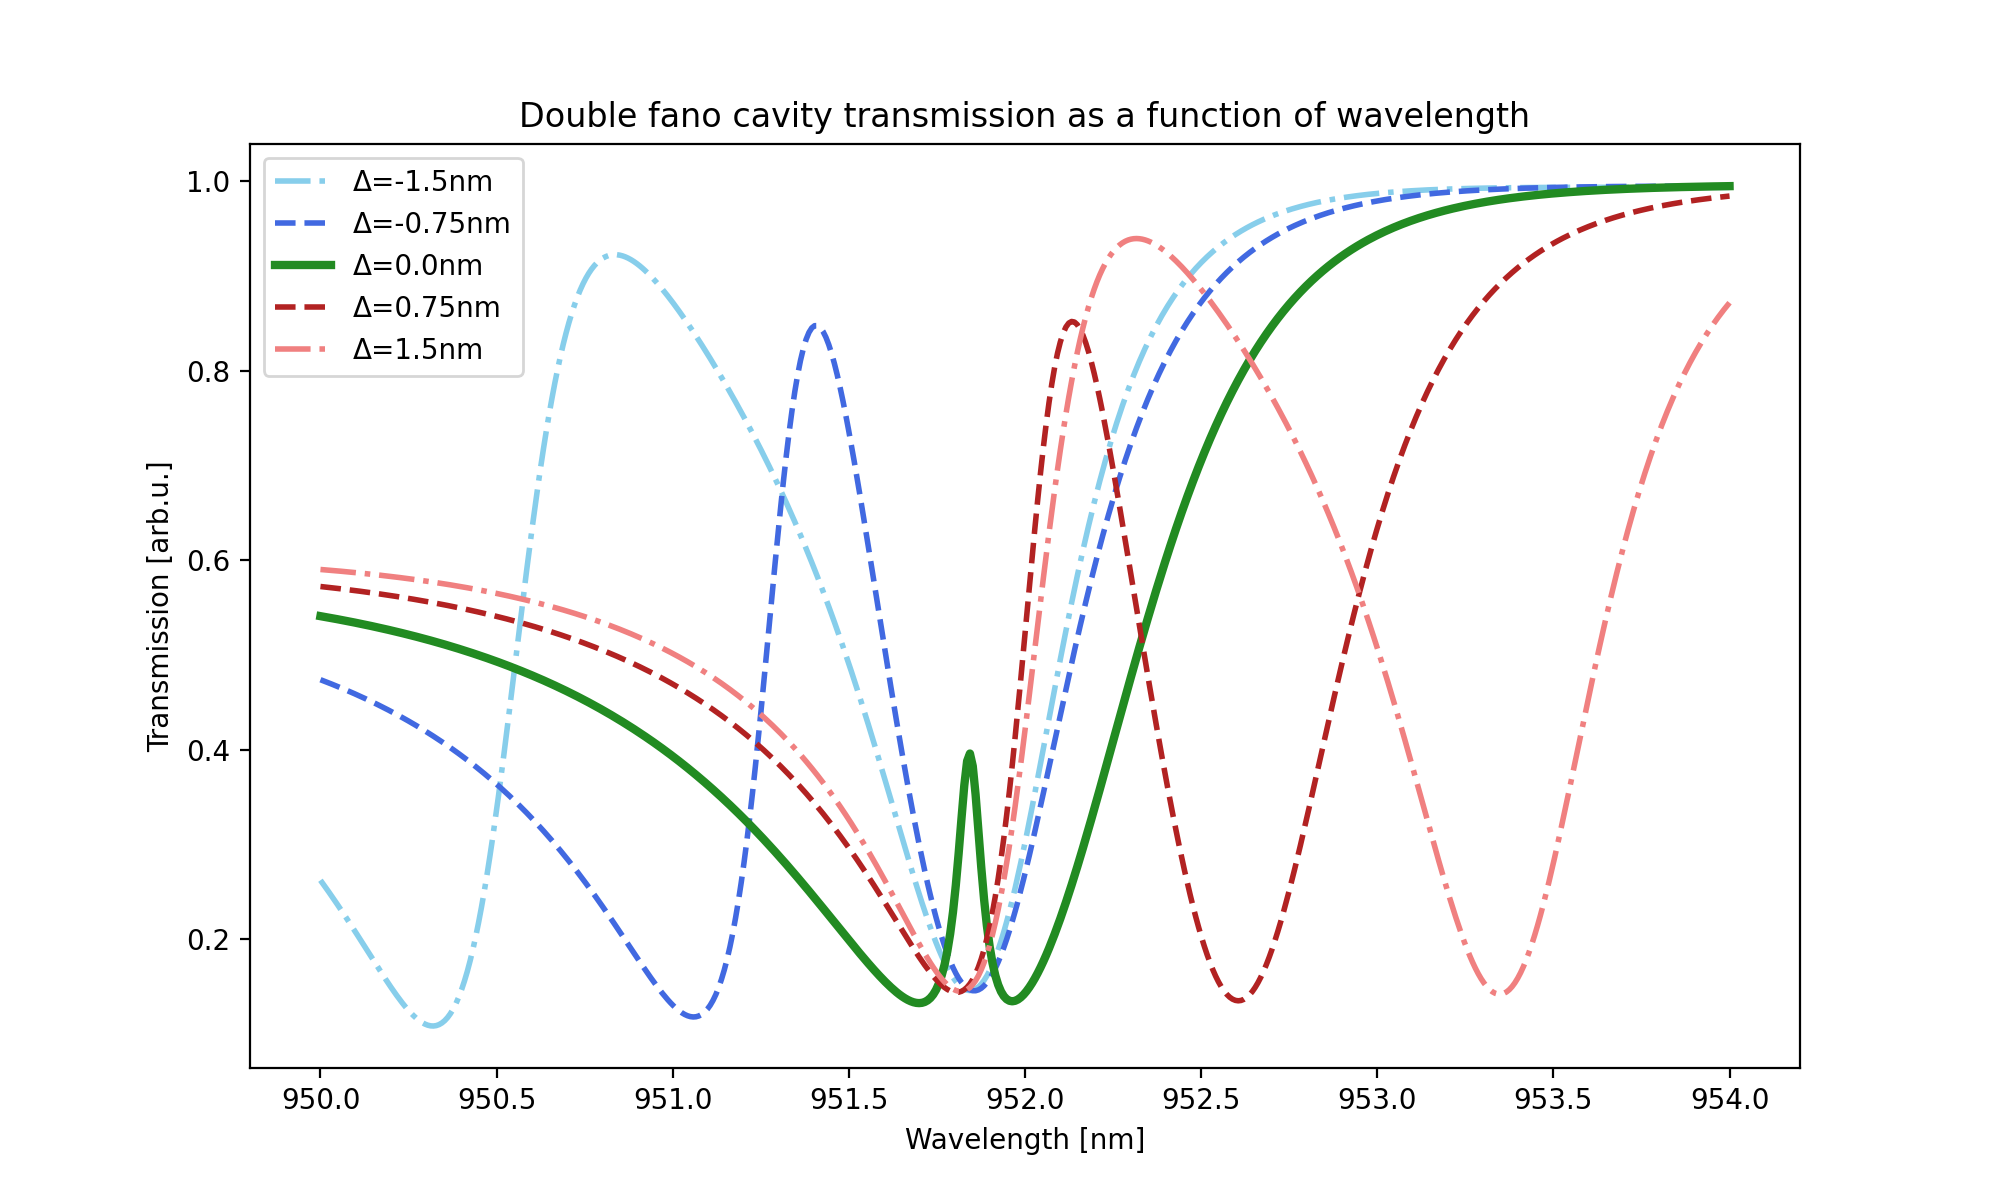 Double fano cavity transmission as a function of wavelength
Δ=-1.5nm
Δ=-0.75nm
Δ=0.0nm
Δ=0.75nm
Δ=1.5nm
1.0
0.8
0.6
0.4
0.2
Transmission [arb.u.]
950.0 950.5 951.0 951.5 952.0 952.5 953.0 953.5 954.0
Wavelength [nm]